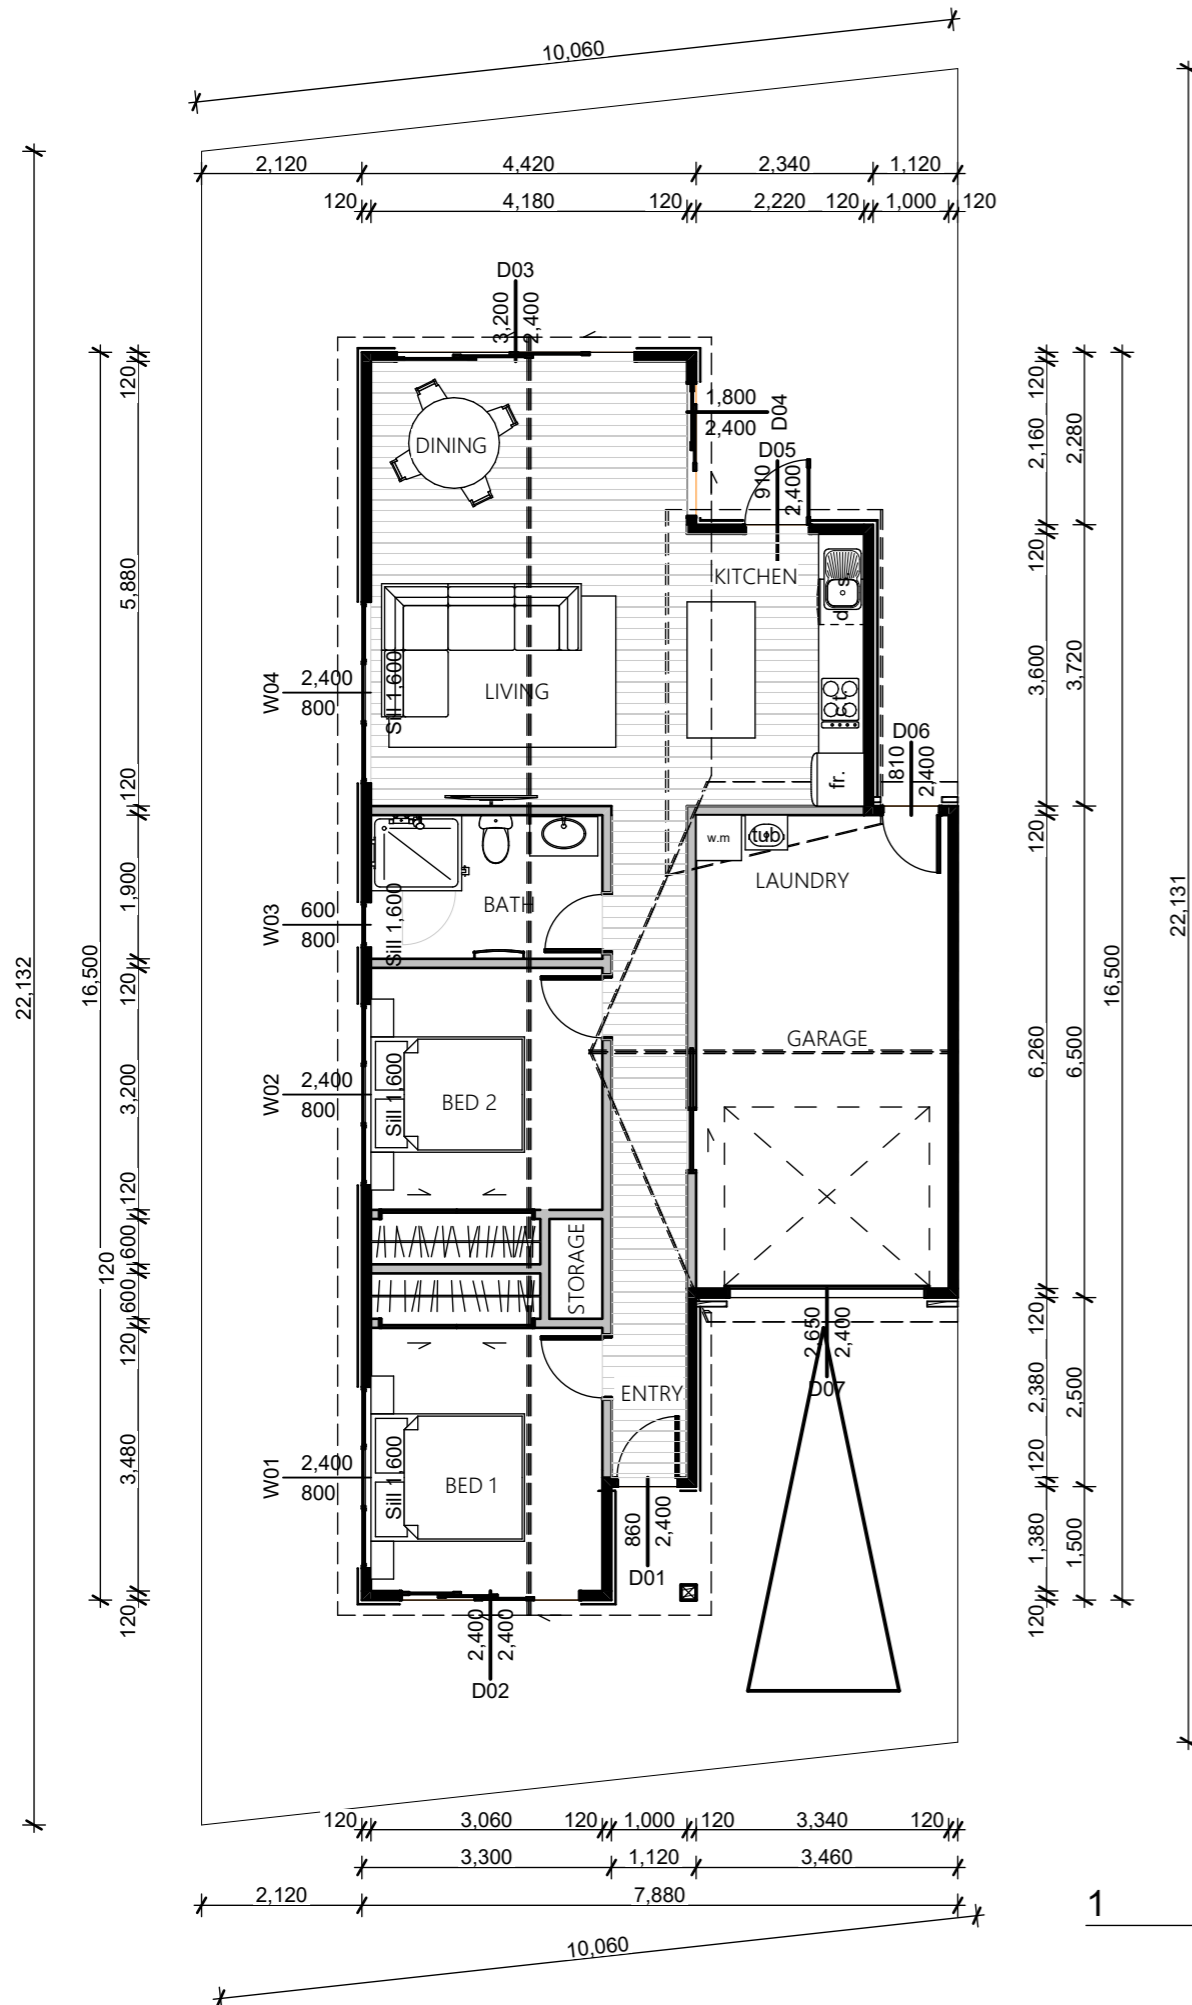 10,060
2,120 4,420 2,340 1,120
120 4,180 120 2,220 120 1,000 120
D03
3,200
2,400
1,800
2,400
D04
D05
910
2,400
DINING
KITCHEN
d.s.
LIVING
c.t.
fr.
W04
2,400
800
Sill 1,600
D06
810
2,400
w.m
tub
LAUNDRY
BATH
W03
600
800
Sill 1,600
GARAGE
BED 2
W02
2,400
800
Sill 1,600
STORAGE
ENTRY
2,650
2,400
D07
BED 1
W01
2,400
800
Sill 1,600
860
2,400
D01
2,400
2,400
D02
22,132
16,500
120
120
5,880
120
1,900
120
3,200
120
600
600
120
3,480
120
120
2,160
120
3,600
120
6,260
120
2,380
120
1,380
120
2,280
3,720
6,500
2,500
1,500
16,500
22,131
120 3,060 120 1,000 120 3,340 120
3,300 1,120 3,460
2,120 7,880
10,060
1